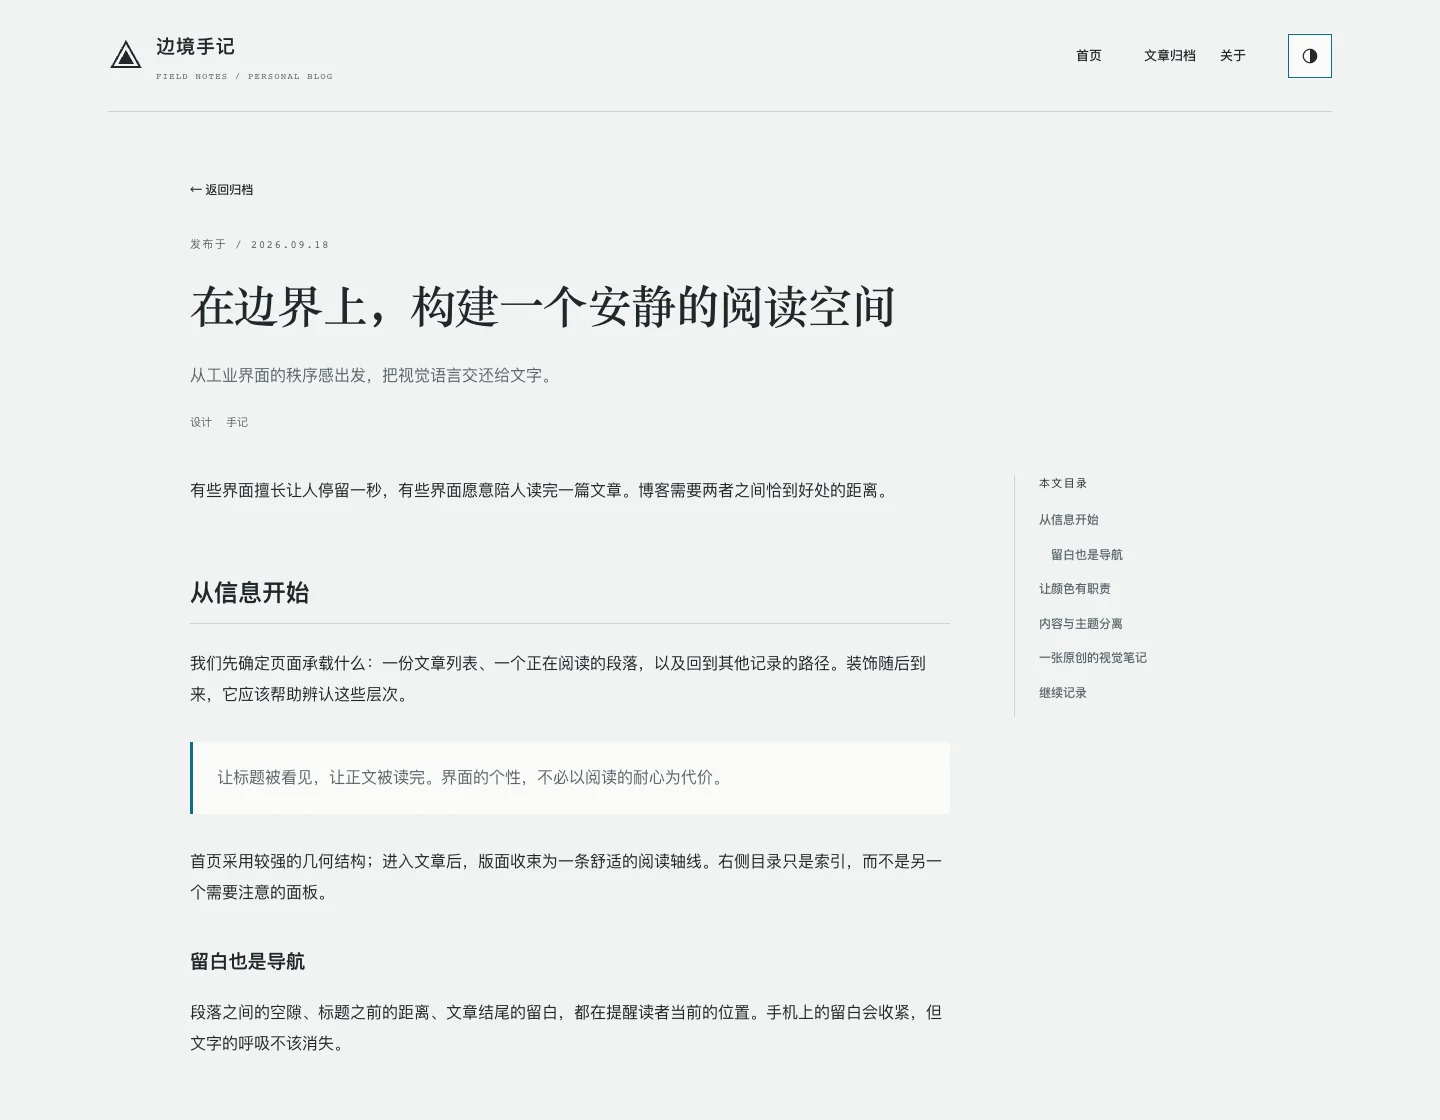 边境手记
FIELD NOTES / PERSONAL BLOG
首页 文章归档 关于
← 返回归档
发布于 / 2026.09.18
在边界上，构建一个安静的阅读空间
从工业界面的秩序感出发，把视觉语言交还给文字。
设计 手记
有些界面擅长让人停留一秒，有些界面愿意陪人读完一篇文章。博客需要两者之间恰到好处的距离。
从信息开始
我们先确定页面承载什么：一份文章列表、一个正在阅读的段落，以及回到其他记录的路径。装饰随后到
来，它应该帮助辨认这些层次。
让标题被看见，让正文被读完。界面的个性，不必以阅读的耐心为代价。
首页采用较强的几何结构；进入文章后，版面收束为一条舒适的阅读轴线。右侧目录只是索引，而不是另一
个需要注意的面板。
留白也是导航
段落之间的空隙、标题之前的距离、文章结尾的留白，都在提醒读者当前的位置。手机上的留白会收紧，但
文字的呼吸不该消失。
本文目录
从信息开始
留白也是导航
让颜色有职责
内容与主题分离
一张原创的视觉笔记
继续记录